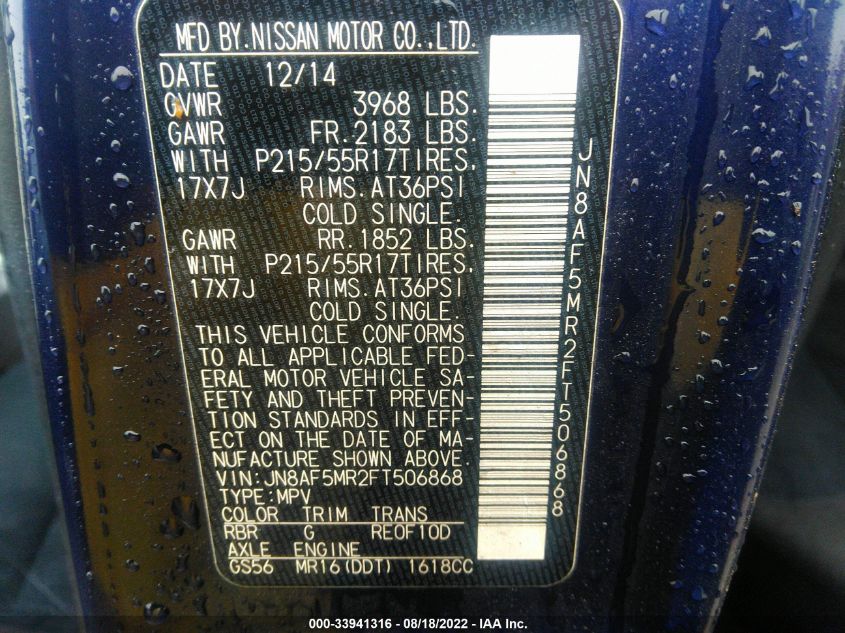 MFD BY.NISSAN MOTOR CO.,LTD.
DATE 12/14
GVWR 3968 LBS.
GAWR FR.2183 LBS.
WITH P215/55R17TIRES,
17X7J RIMS.AT36PSI
COLD SINGLE.
GAWR RR.1852 LBS.
WITH P215/55R17TIRES,
17X7J RIMS.AT36PSI
COLD SINGLE.
THIS VEHICLE CONFORMS
TO ALL APPLICABLE FED-
ERAL MOTOR VEHICLE SA-
FETY AND THEFT PREVEN-
TION STANDARDS IN EFF-
ECT ON THE DATE OF MA-
NUFACTURE SHOWN ABOVE.
VIN:JN8AF5MR2FT506868
TYPE:MPV
COLOR TRIM TRANS
RBR G RE0F10D
AXLE ENGINE
GS56 MR16(DDT) 1618CC
JN8AF5MR2FT506868
000-33941316 - 08/18/2022 - IAA Inc.